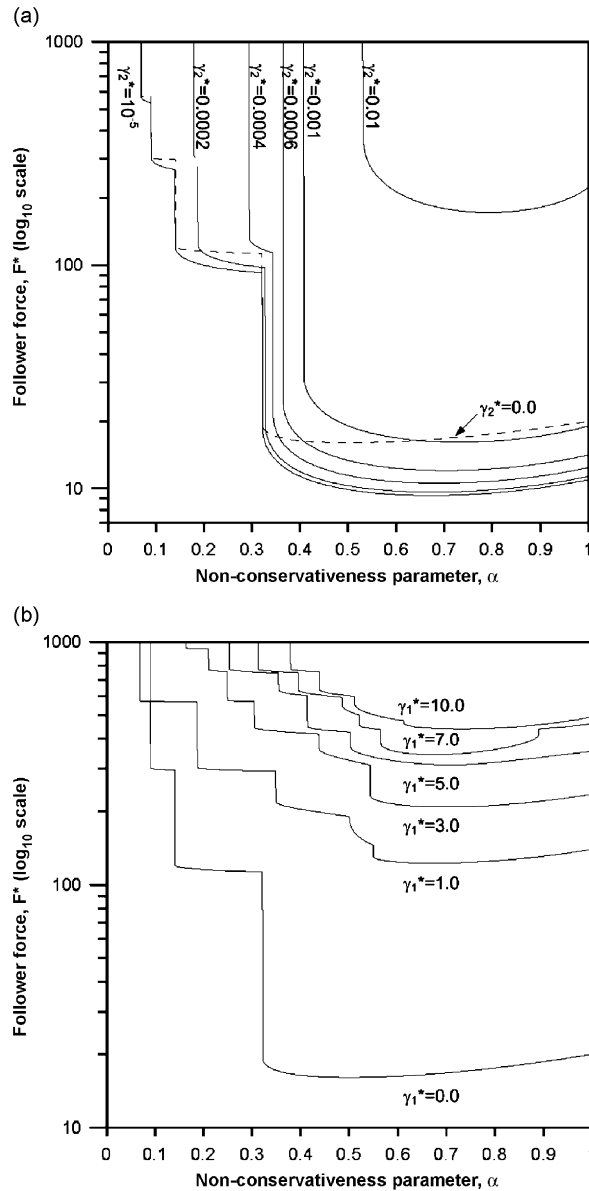 (a)
1000
100
10
Follower force, F* (log10 scale)
γ2*=10-5
γ2*=0.0002
γ2*=0.0004
γ2*=0.0006
γ2*=0.001
γ2*=0.01
γ2*=0.0
0 0.1 0.2 0.3 0.4 0.5 0.6 0.7 0.8 0.9 1
Non-conservativeness parameter, α
(b)
1000
100
10
Follower force, F* (log10 scale)
γ1*=10.0
γ1*=7.0
γ1*=5.0
γ1*=3.0
γ1*=1.0
γ1*=0.0
0 0.1 0.2 0.3 0.4 0.5 0.6 0.7 0.8 0.9 1
Non-conservativeness parameter, α